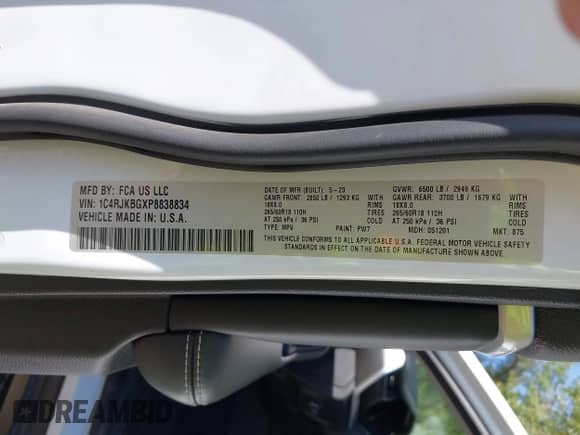 MFD BY: FCA US LLC
VIN: 1C4RJKBGXP8838834
VEHICLE MADE IN U.S.A.
DATE OF MFR (BUILT): 5-23
GVWR: 6500 LB / 2949 KG
GAWR FRONT: 2850 LB / 1293 KG WITH
18X8.0 RIMS
265/60R18 110H TIRES
AT 250 kPa / 36 PSI COLD
GAWR REAR: 3700 LB / 1679 KG WITH
18X8.0 RIMS
265/60R18 110H TIRES
AT 250 kPa / 36 PSI COLD
TYPE: MPV PAINT: PW7 MDH: 051201 MKT: 875
THIS VEHICLE CONFORMS TO ALL APPLICABLE U.S.A. FEDERAL MOTOR VEHICLE SAFETY
STANDARDS IN EFFECT ON THE DATE OF MANUFACTURE SHOWN ABOVE.
DREAMBID